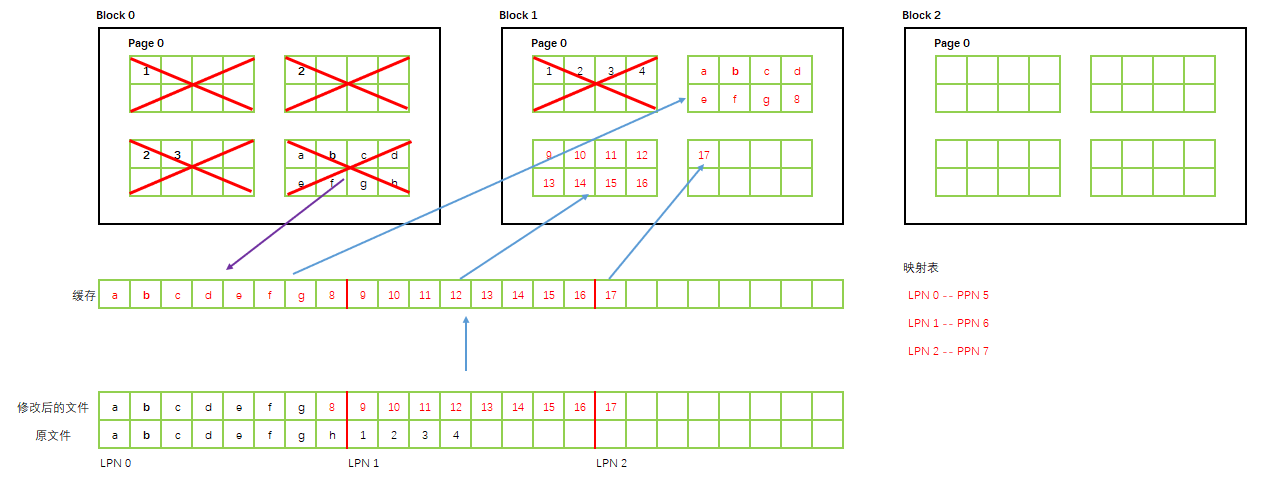 Block 0 Block 1 Block 2
Page 0 Page 0 Page 0
1 2 1 2 3 4 a b c d
e f g 8
2 3 a b c d 9 10 11 12 17
e f g h 13 14 15 16
映射表
缓存 a b c d e f g 8 9 10 11 12 13 14 15 16 17
LPN 0 -- PPN 5
LPN 1 -- PPN 6
LPN 2 -- PPN 7
修改后的文件 a b c d e f g 8 9 10 11 12 13 14 15 16 17
原文件 a b c d e f g h 1 2 3 4
LPN 0 LPN 1 LPN 2